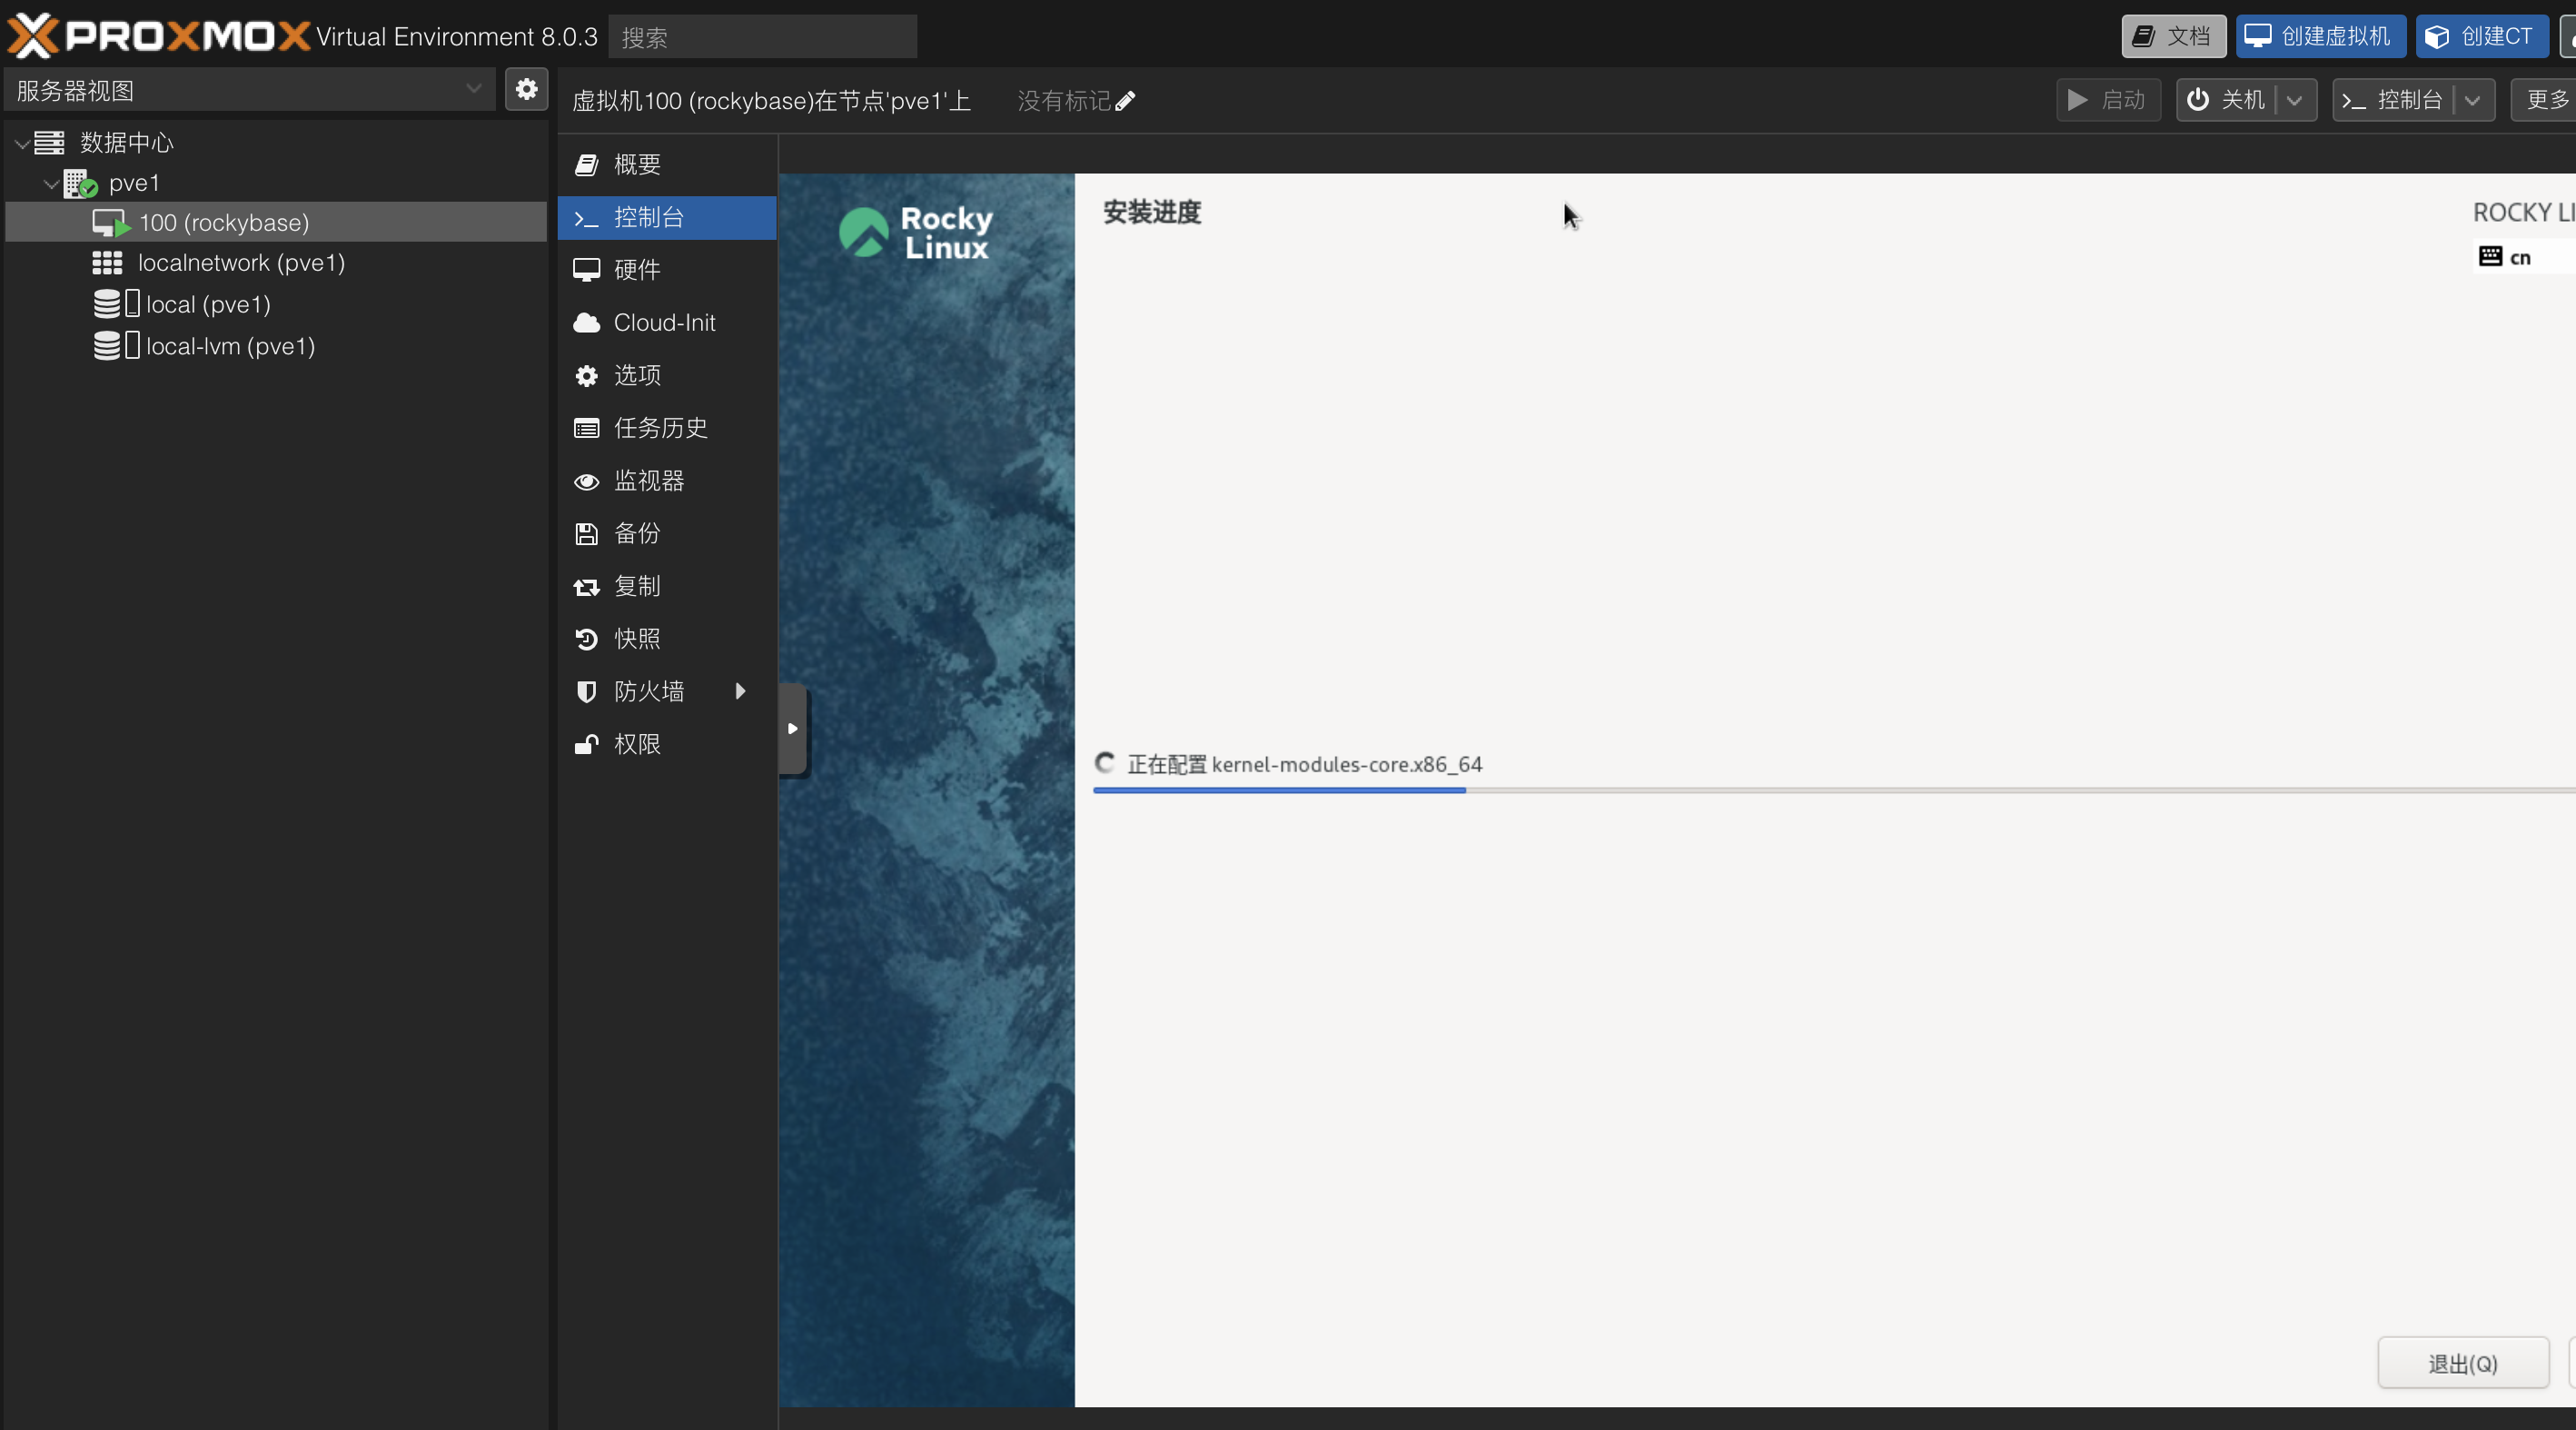 PROXMOX Virtual Environment 8.0.3 搜索 文档 创建虚拟机 创建CT
服务器视图
虚拟机100 (rockybase)在节点'pve1'上 没有标记 启动 关机 控制台 更多
数据中心
pve1
100 (rockybase)
localnetwork (pve1)
local (pve1)
local-lvm (pve1)
概要
控制台
硬件
Cloud-Init
选项
任务历史
监视器
备份
复制
快照
防火墙
权限
Rocky
Linux
安装进度
ROCKY LI
cn
正在配置 kernel-modules-core.x86_64
退出(Q)